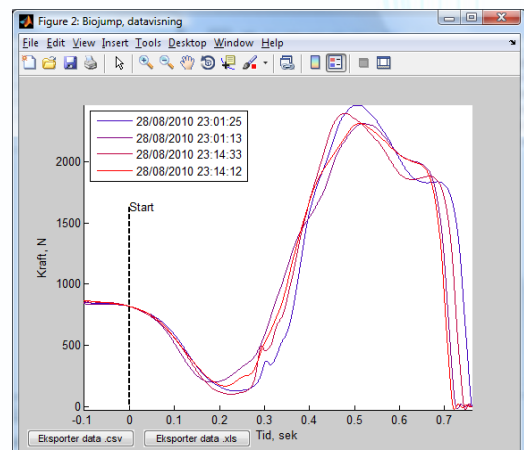 Figure 2: Biojump, datavisning
File Edit View Insert Tools Desktop Window Help
28/08/2010 23:01:25
28/08/2010 23:01:13
28/08/2010 23:14:33
28/08/2010 23:14:12
Start
Kraft, N
2000
1500
1000
500
0
-0.1 0 0.1 0.2 0.3 0.4 0.5 0.6 0.7
Tid, sek
Eksporter data .csv
Eksporter data .xls